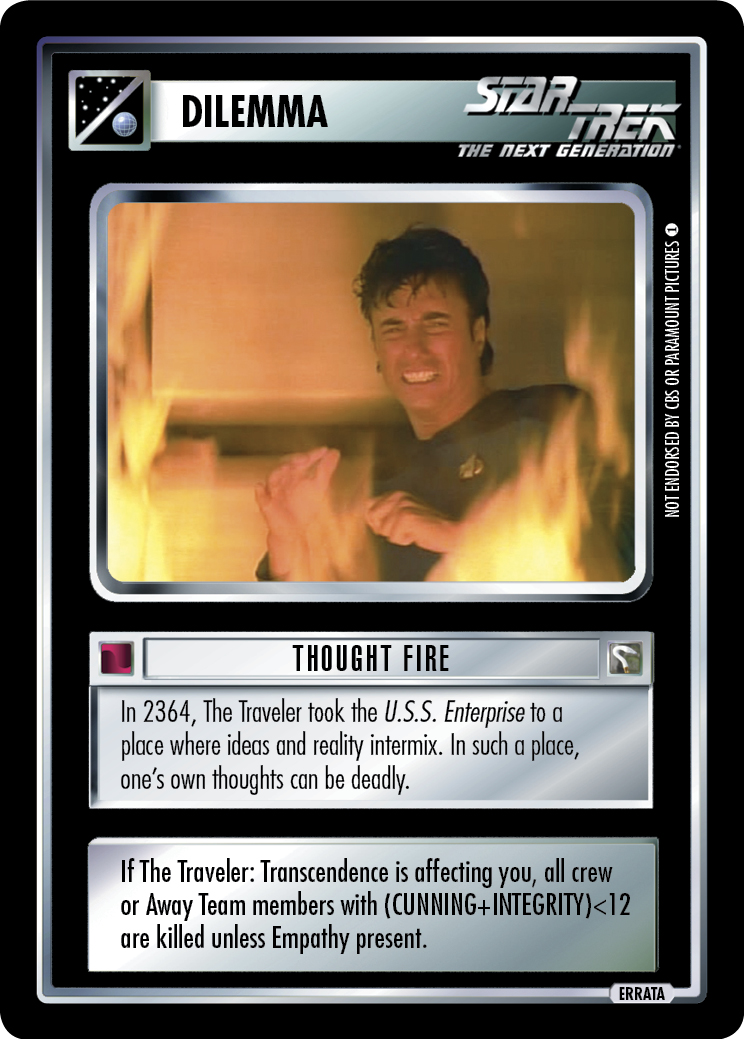 DILEMMA
STAR TREK
THE NEXT GENERATION
NOT ENDORSED BY CBS OR PARAMOUNT PICTURES 1
THOUGHT FIRE
In 2364, The Traveler took the U.S.S. Enterprise to a
place where ideas and reality intermix. In such a place,
one's own thoughts can be deadly.
If The Traveler: Transcendence is affecting you, all crew
or Away Team members with (CUNNING+INTEGRITY)<12
are killed unless Empathy present.
ERRATA